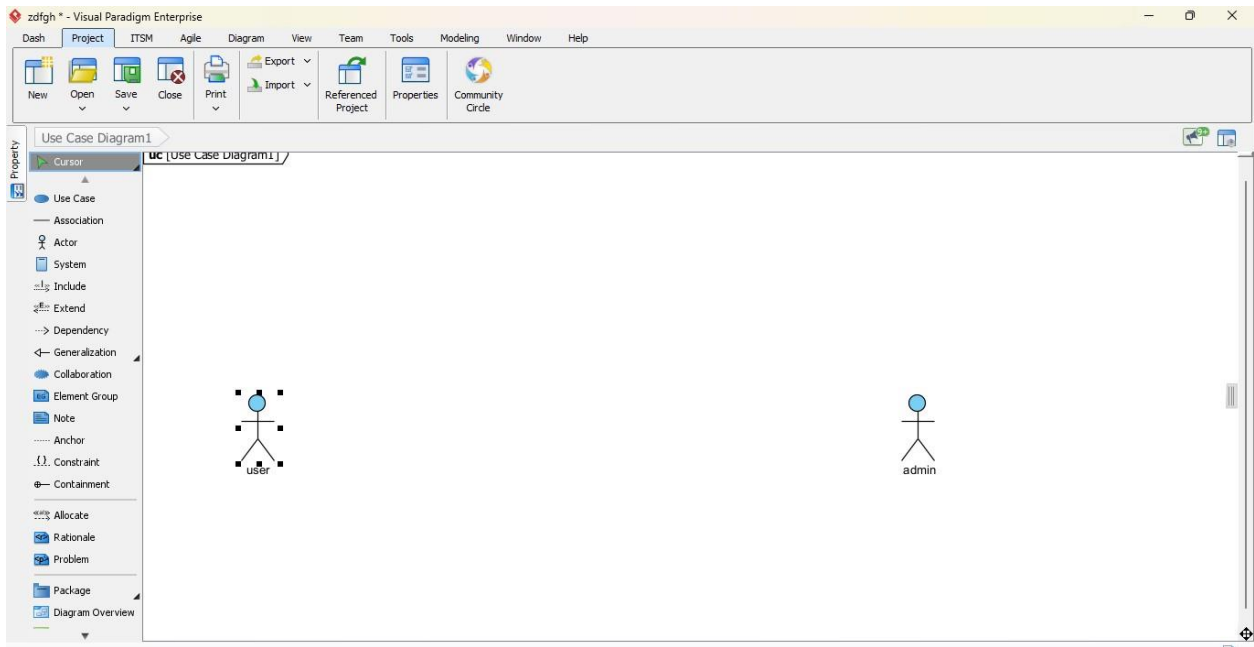 zdfgh * - Visual Paradigm Enterprise
Dash Project ITSM Agile Diagram View Team Tools Modeling Window Help
New Open Save Close Print Export Import Referenced Project Properties Community Circle
Use Case Diagram1
Property
Cursor
uc [Use Case Diagram1]
Use Case
Association
Actor
System
Include
Extend
Dependency
Generalization
Collaboration
Element Group
Note
Anchor
Constraint
Containment
Allocate
Rationale
Problem
Package
Diagram Overview
user
admin